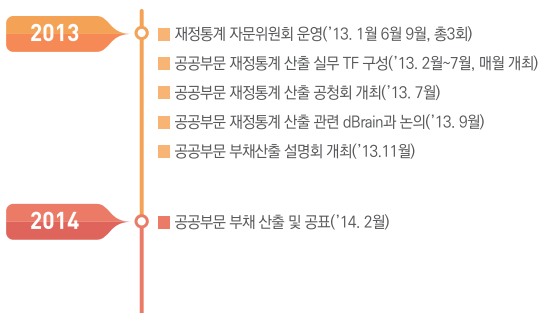 2013
재정통계 자문위원회 운영('13. 1월 6월 9월, 총3회)
공공부문 재정통계 산출 실무 TF 구성('13. 2월~7월, 매월 개최)
공공부문 재정통계 산출 공청회 개최('13. 7월)
공공부문 재정통계 산출 관련 dBrain과 논의('13. 9월)
공공부문 부채산출 설명회 개최('13.11월)
2014
공공부문 부채 산출 및 공표('14. 2월)